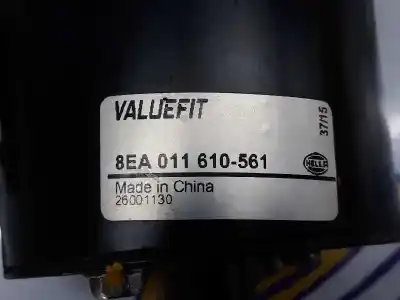 VALUEFIT
37/15
8EA 011 610-561
HELLA
Made in China
26001130